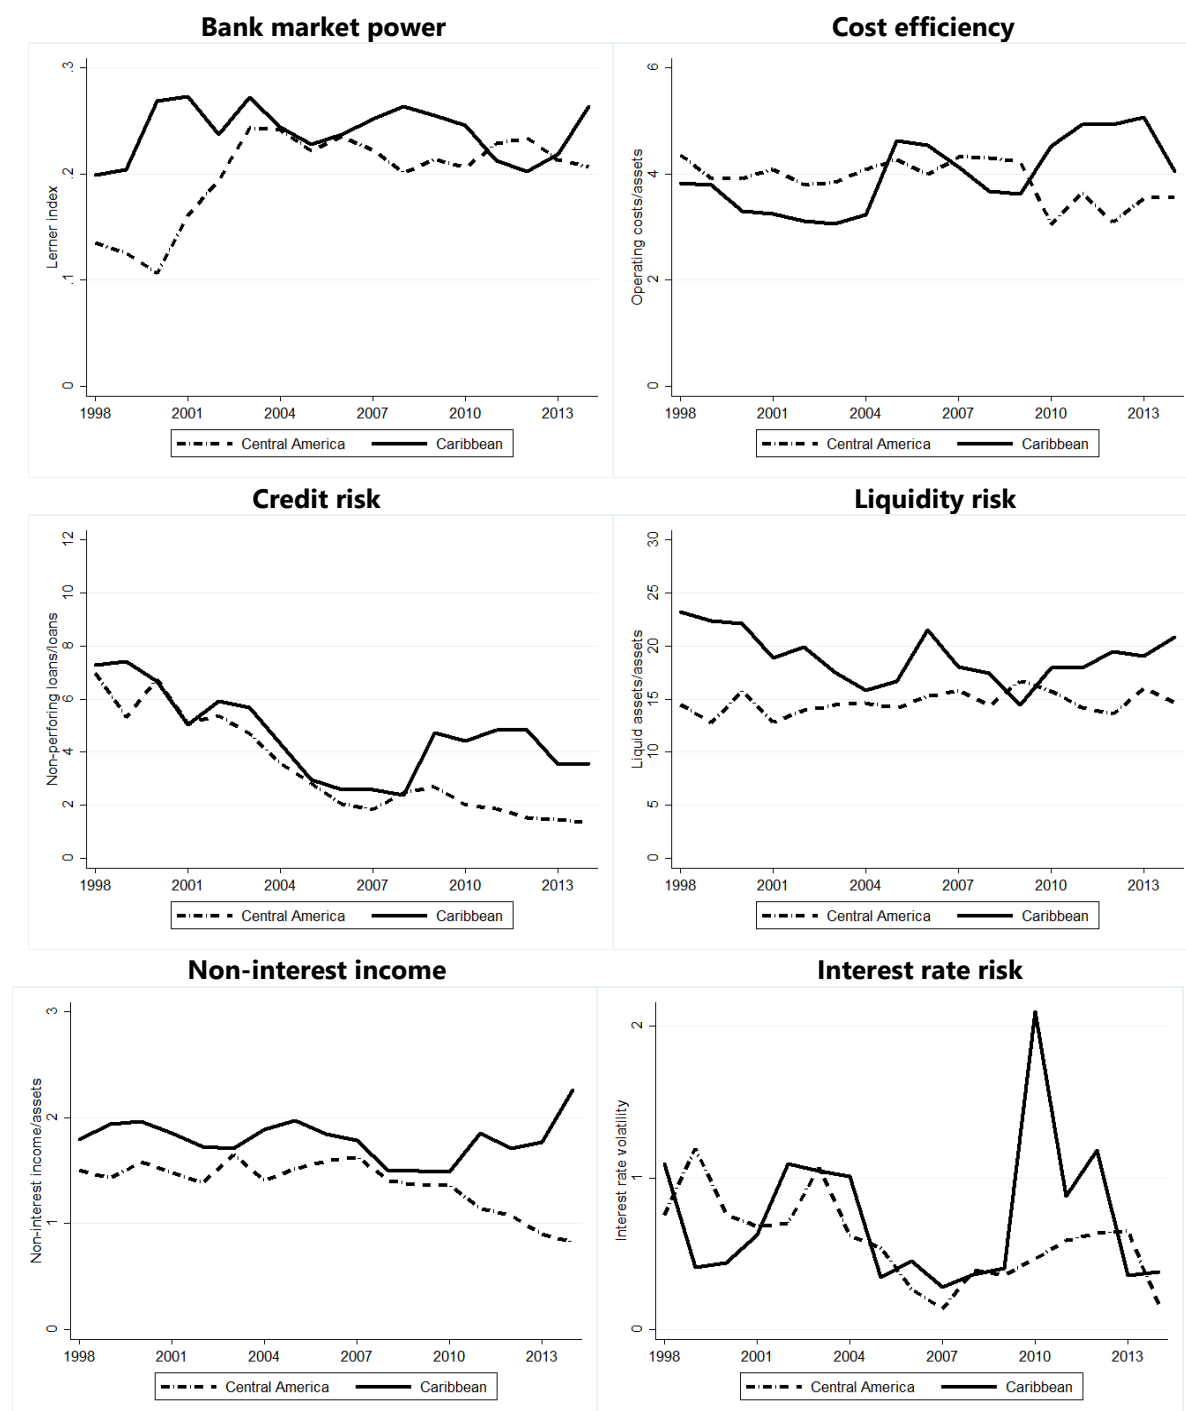 Bank market power
Cost efficiency
Lerner index
0
.1
.2
.3
1998 2001 2004 2007 2010 2013
Central America Caribbean
Operating costs/assets
0
2
4
6
1998 2001 2004 2007 2010 2013
Central America Caribbean
Credit risk
Liquidity risk
Non-perforing loans/loans
0
2
4
6
8
10
12
1998 2001 2004 2007 2010 2013
Central America Caribbean
Liquid assets/assets
0
5
10
15
20
25
30
1998 2001 2004 2007 2010 2013
Central America Caribbean
Non-interest income
Interest rate risk
Non-interest income/assets
0
1
2
3
1998 2001 2004 2007 2010 2013
Central America Caribbean
Interest rate volatility
0
1
2
1998 2001 2004 2007 2010 2013
Central America Caribbean